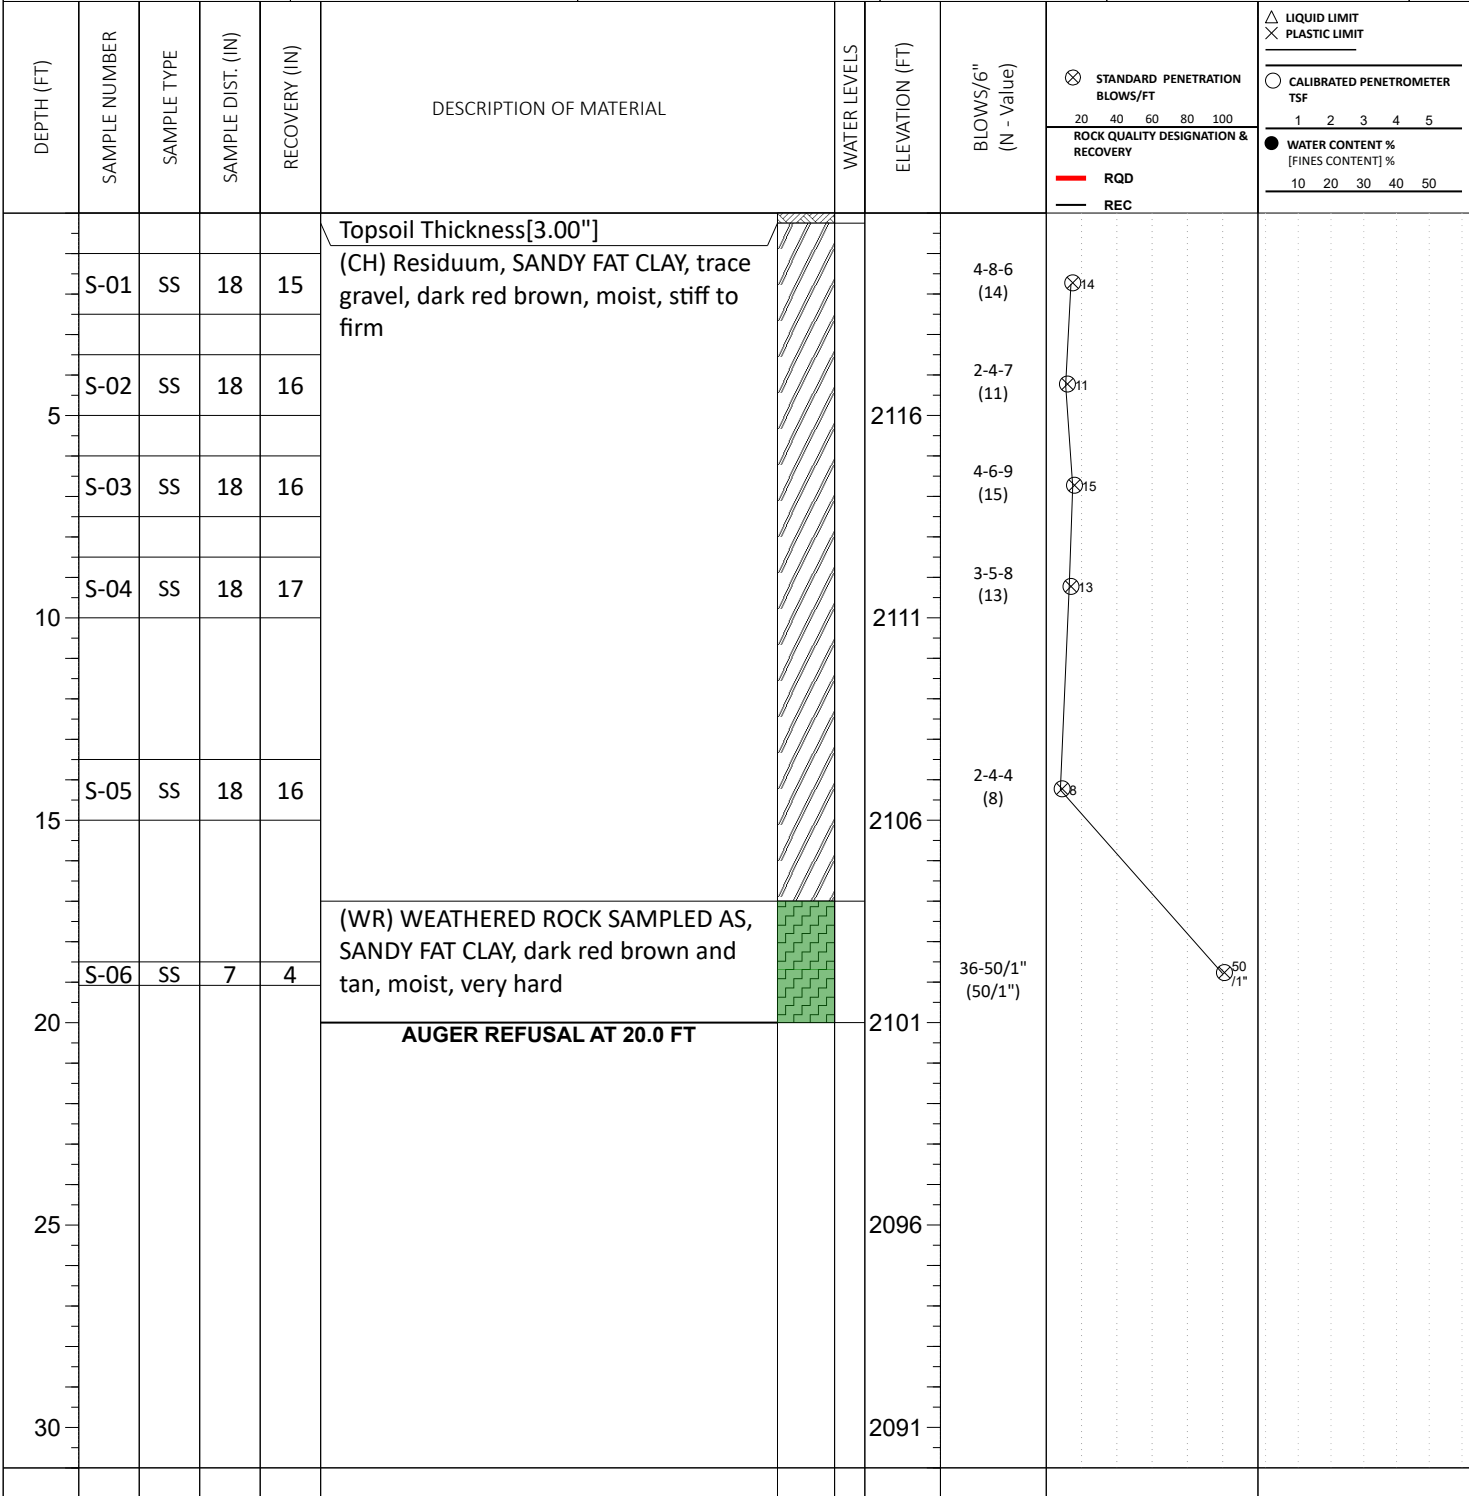 DEPTH (FT)
SAMPLE NUMBER
SAMPLE TYPE
SAMPLE DIST. (IN)
RECOVERY (IN)
DESCRIPTION OF MATERIAL
WATER LEVELS
ELEVATION (FT)
BLOWS/6"
(N - Value)
STANDARD PENETRATION
BLOWS/FT
20 40 60 80 100
ROCK QUALITY DESIGNATION &
RECOVERY
RQD
REC
LIQUID LIMIT
PLASTIC LIMIT
CALIBRATED PENETROMETER
TSF
1 2 3 4 5
WATER CONTENT %
[FINES CONTENT] %
10 20 30 40 50
Topsoil Thickness[3.00"]
(CH) Residuum, SANDY FAT CLAY, trace
gravel, dark red brown, moist, stiff to
firm
S-01 SS 18 15
4-8-6
(14)
14
S-02 SS 18 16
2-4-7
(11)
11
5
2116
S-03 SS 18 16
4-6-9
(15)
15
S-04 SS 18 17
3-5-8
(13)
13
10
2111
S-05 SS 18 16
2-4-4
(8)
8
15
2106
(WR) WEATHERED ROCK SAMPLED AS,
SANDY FAT CLAY, dark red brown and
tan, moist, very hard
S-06 SS 7 4
36-50/1"
(50/1")
50
/1"
20
2101
AUGER REFUSAL AT 20.0 FT
25
2096
30
2091